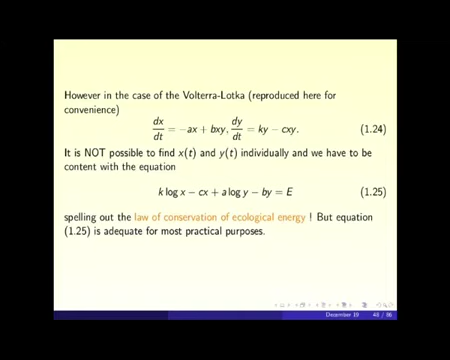 However in the case of the Volterra-Lotka (reproduced here for
convenience)
dx/dt = −ax + bxy, dy/dt = ky − cxy. (1.24)
It is NOT possible to find x(t) and y(t) individually and we have to be
content with the equation
k log x − cx + a log y − by = E (1.25)
spelling out the law of conservation of ecological energy ! But equation
(1.25) is adequate for most practical purposes.
December 19 48 / 86